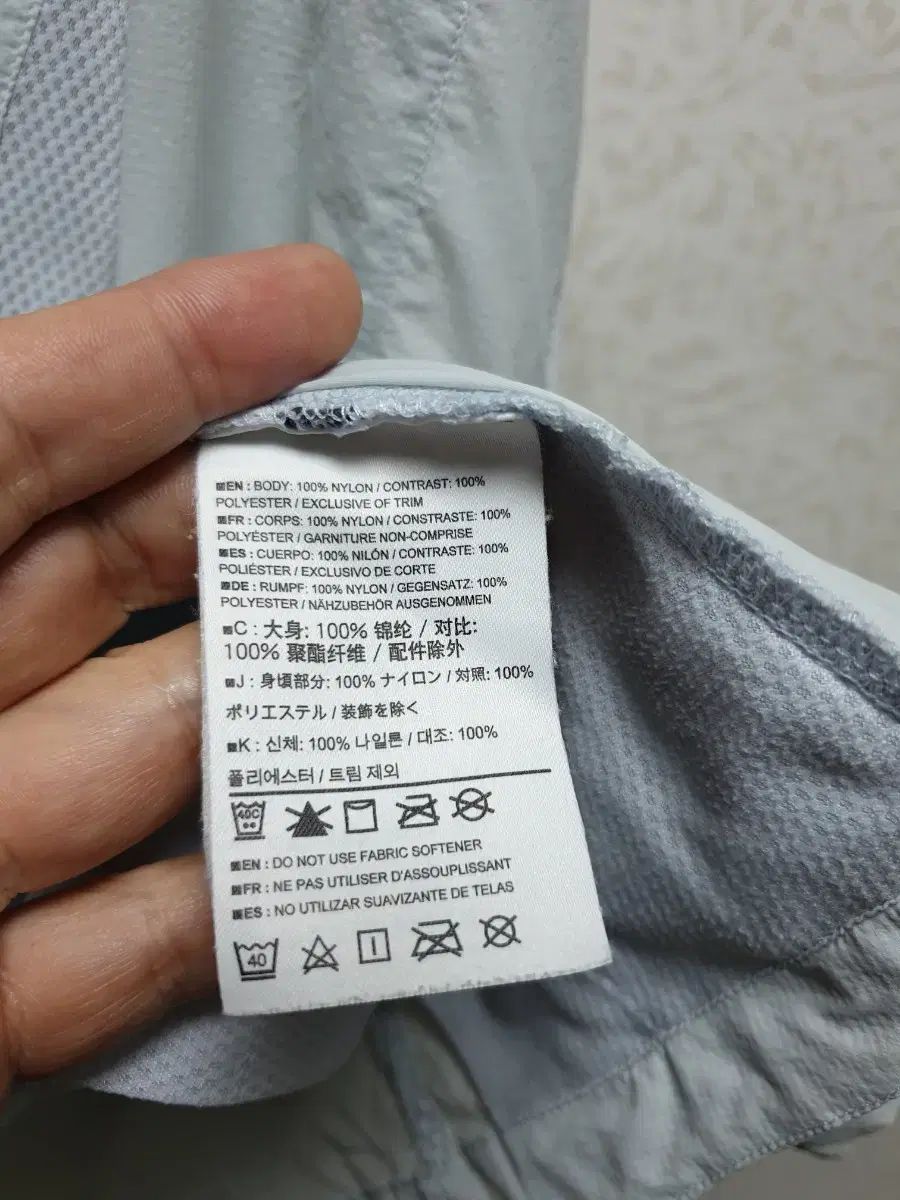 EN : BODY: 100% NYLON / CONTRAST: 100%
POLYESTER / EXCLUSIVE OF TRIM
FR : CORPS: 100% NYLON / CONSTRASTE: 100%
POLYÉSTER / GARNITURE NON-COMPRISE
ES : CUERPO: 100% NILÓN / CONTRASTE: 100%
POLIÉSTER / EXCLUSIVO DE CORTE
DE : RUMPF: 100% NYLON / GEGENSATZ: 100%
POLYESTER / NÄHZUBEHÖR AUSGENOMMEN
C : 大身: 100% 锦纶 / 对比:
100% 聚酯纤维 / 配件除外
J : 身頃部分: 100% ナイロン / 対照: 100%
ポリエステル / 装飾を除く
K : 신체: 100% 나일론 / 대조: 100%
폴리에스터 / 트림 제외
40C
EN : DO NOT USE FABRIC SOFTENER
FR : NE PAS UTILISER D'ASSOUPLISSANT
ES : NO UTILIZAR SUAVIZANTE DE TELAS
40